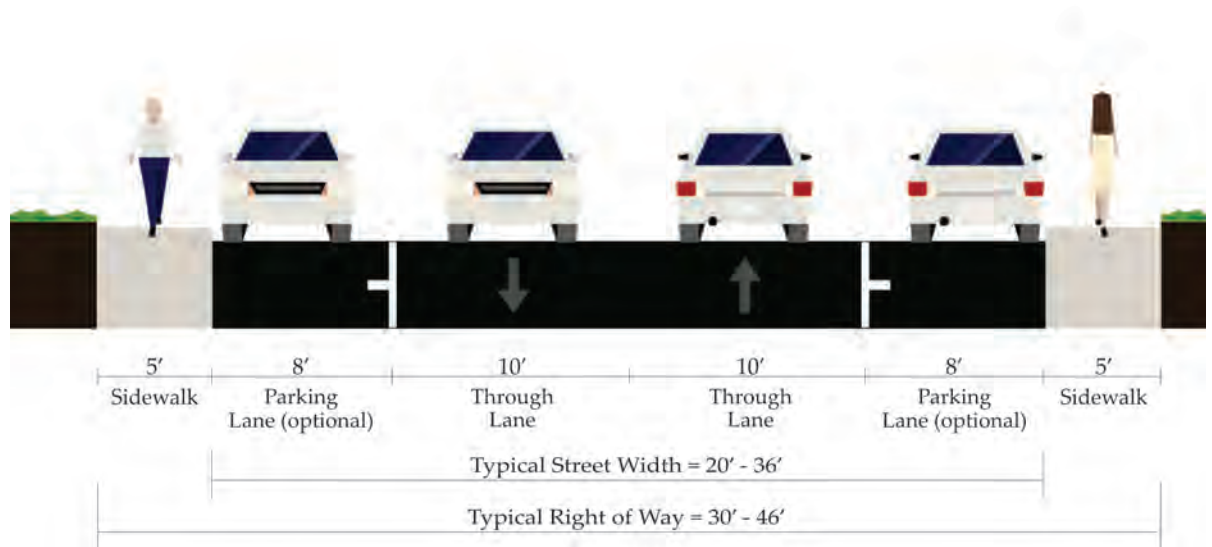 5′ 8′ 10′ 10′ 8′ 5′
Sidewalk Parking Through Through Parking Sidewalk
Lane (optional) Lane Lane Lane (optional)
Typical Street Width = 20′ - 36′
Typical Right of Way = 30′ - 46′